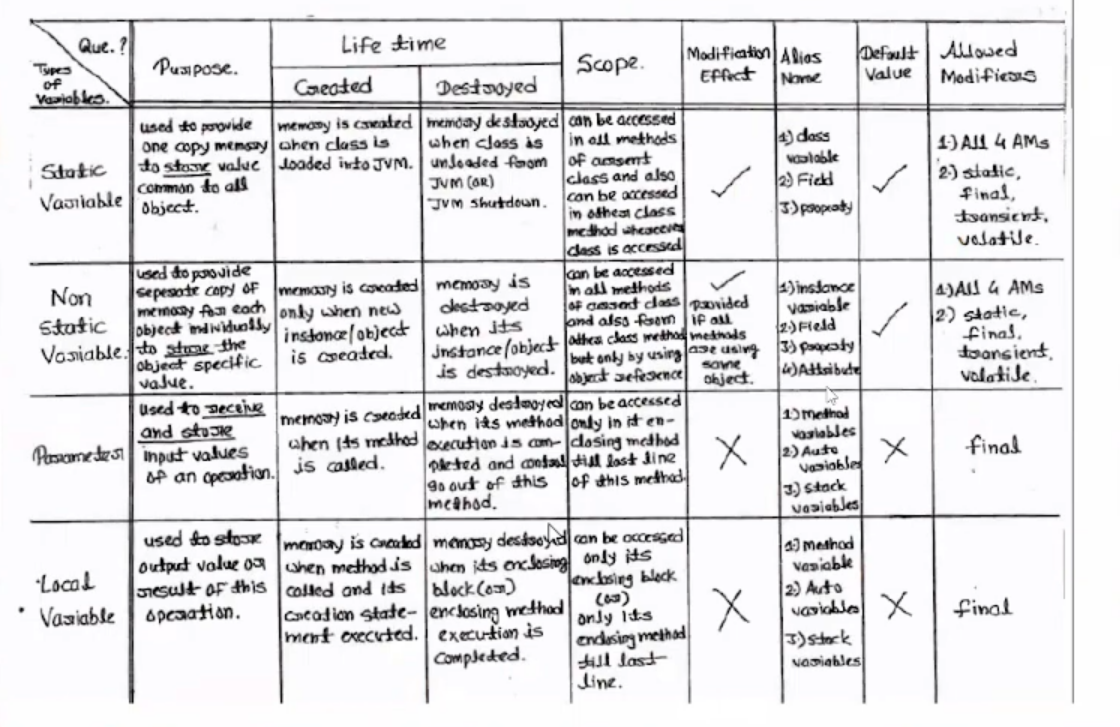 Que.?
Types
of
Variables.
Purpose.
Life time
Created
Destroyed
Scope.
Modification
Effect
Alias
Name
Default
Value
Allowed
Modifiers
Static
Variable
used to provide
one copy memory
to store value
common to all
object.
memory is created
when class is
loaded into JVM.
memory destroyed
when class is
unloaded from
JVM (OR)
JVM shutdown.
can be accessed
in all methods
of current
class and also
can be accessed
in other class
method wherever
class is accessed
✓
1) class
variable
2) Field
3) property
✓
1) All 4 AMs
2) static,
final,
transient,
volatile.
Non
Static
Variable.
used to provide
seperate copy of
memory for each
object individually
to store the
object specific
value.
memory is created
only when new
instance/object
is created.
memory is
destroyed
when its
instance/object
is destroyed.
can be accessed
in all methods
of current class
and also from
other class method
but only by using
object reference
✓
provided
if all
methods
are using
same
object.
1) instance
variable
2) Field
3) property
4) Attribute
✓
1) All 4 AMs
2) static,
final,
transient,
volatile.
Parameter
Used to receive
and store
input values
of an operation.
memory is created
when its method
is called.
memory destroyed
when its method
execution is com-
pleted and control
go out of this
method.
can be accessed
only in it en-
closing method
till last line
of this method
X
1) method
variables
2) Auto
variables
3) stack
variables
X
final
Local
Variable
used to store
output value or
result of this
operation.
memory is created
when method is
called and its
creation state-
ment executed.
memory destroyed
when its enclosing
block (or)
enclosing method
execution is
completed.
can be accessed
only its
enclosing block
(or)
only its
enclosing method
till last
line.
X
1) method
variable
2) Auto
variables
3) stack
variables
X
final